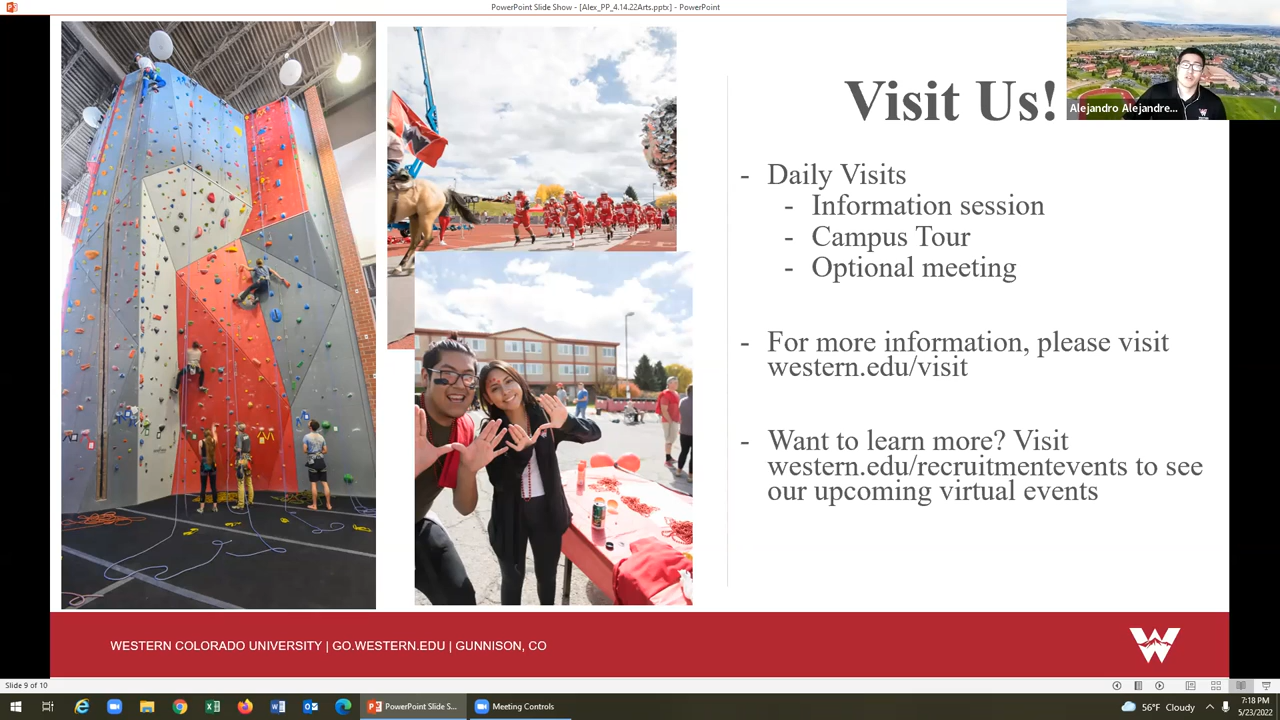 PowerPoint Slide Show - [Alex_PP_4.14.22Arts.pptx] - PowerPoint
Visit Us!
Alejandro Alejandre...
- Daily Visits
- Information session
- Campus Tour
- Optional meeting
- For more information, please visit
western.edu/visit
- Want to learn more? Visit
western.edu/recruitmentevents to see
our upcoming virtual events
WESTERN COLORADO UNIVERSITY | GO.WESTERN.EDU | GUNNISON, CO
W
Slide 9 of 10
PowerPoint Slide S...
Meeting Controls
56°F Cloudy
7:18 PM
5/23/2022